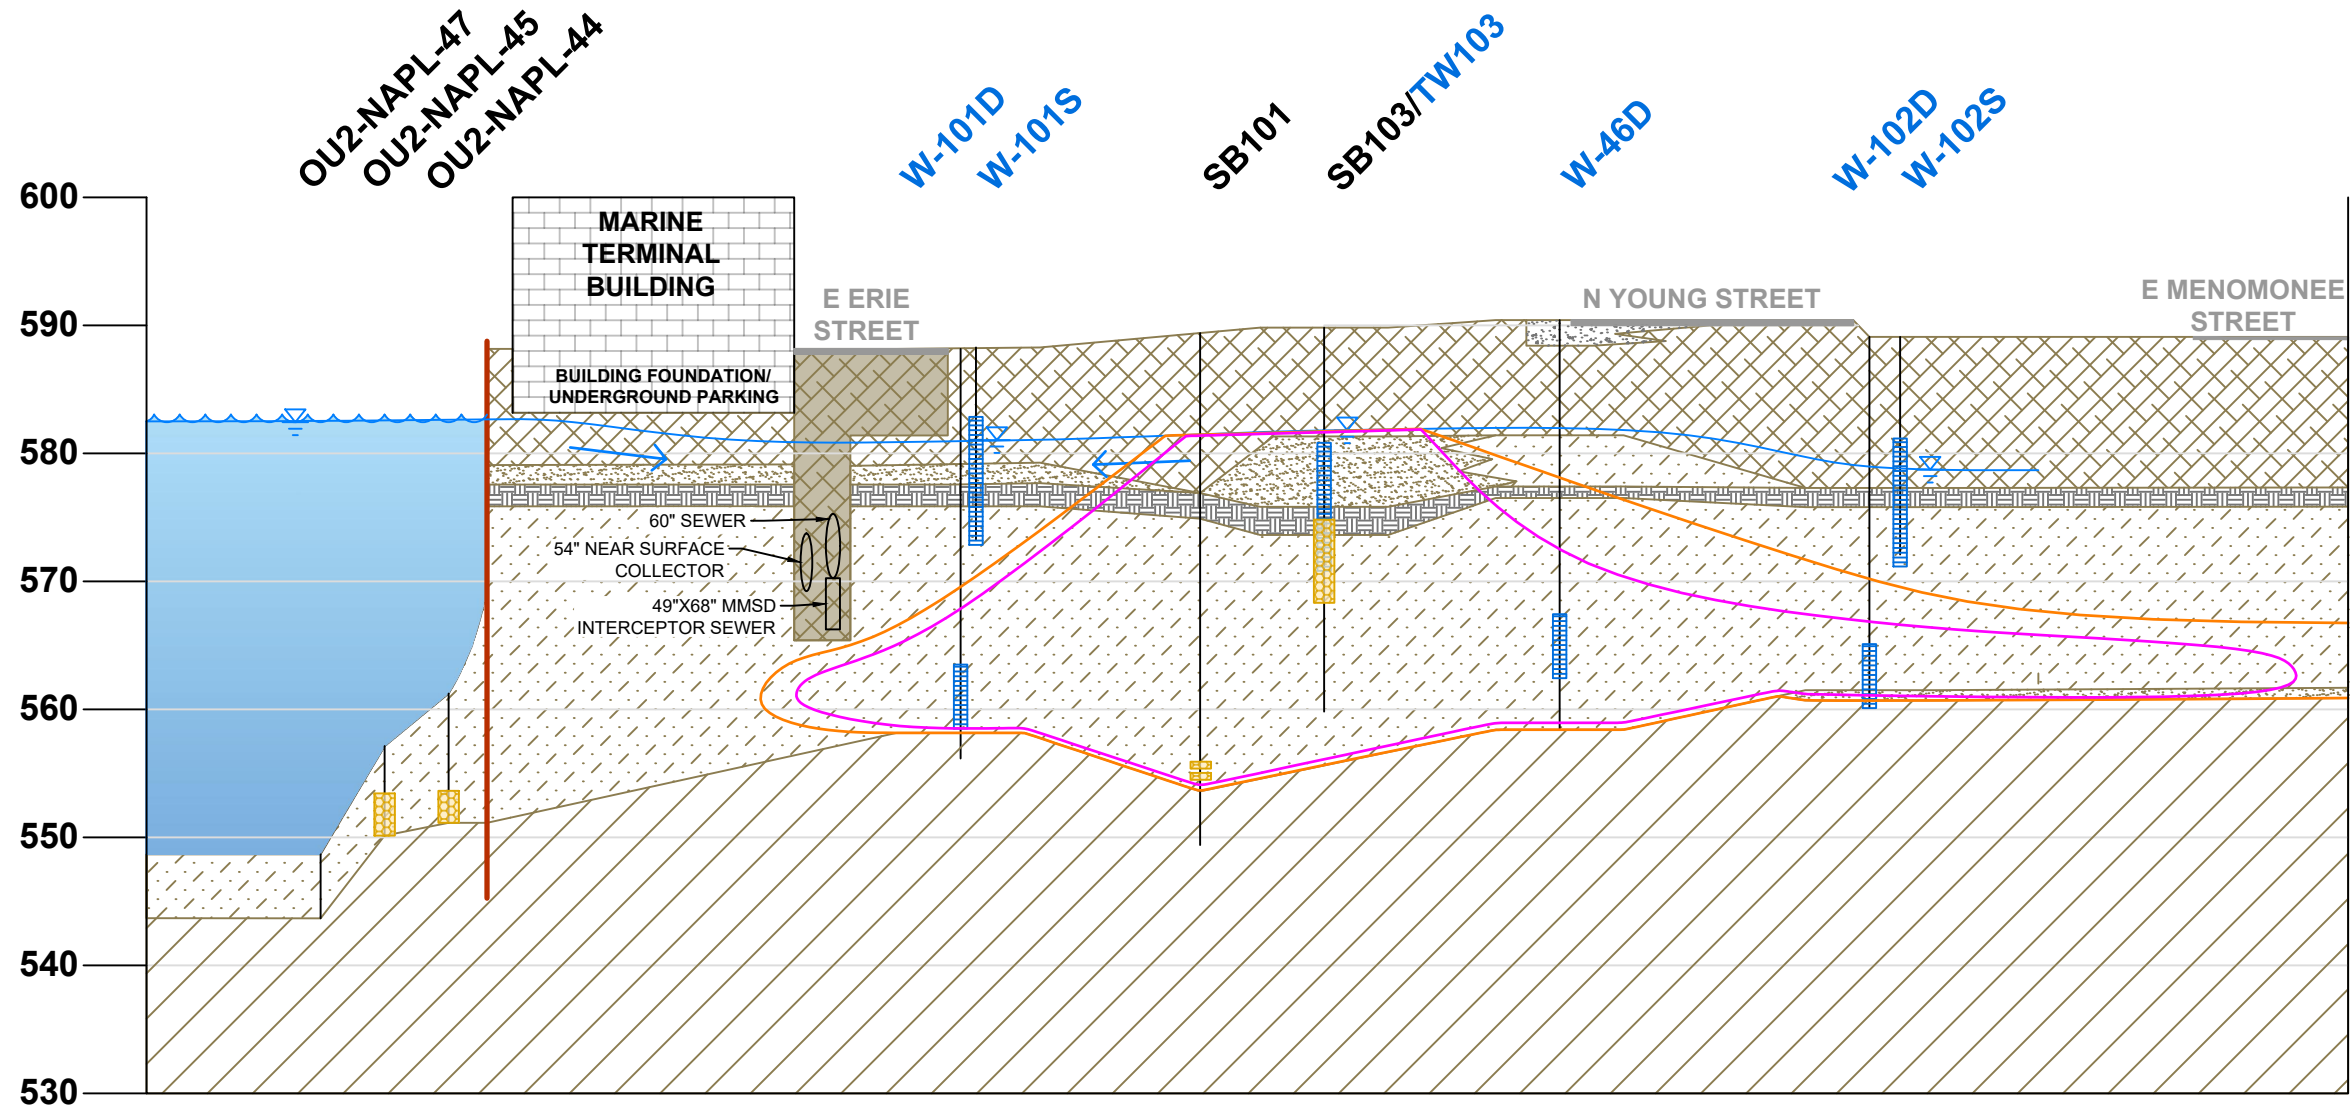 OU2-NAPL-47
OU2-NAPL-45
OU2-NAPL-44
W-101D
W-101S
SB101
SB103/TW103
W-46D
W-102D
W-102S
600
590
580
570
560
550
540
530
MARINE
TERMINAL
BUILDING
BUILDING FOUNDATION/
UNDERGROUND PARKING
E ERIE
STREET
N YOUNG STREET
E MENOMONEE
STREET
60" SEWER
54" NEAR SURFACE
COLLECTOR
49"X68" MMSD
INTERCEPTOR SEWER